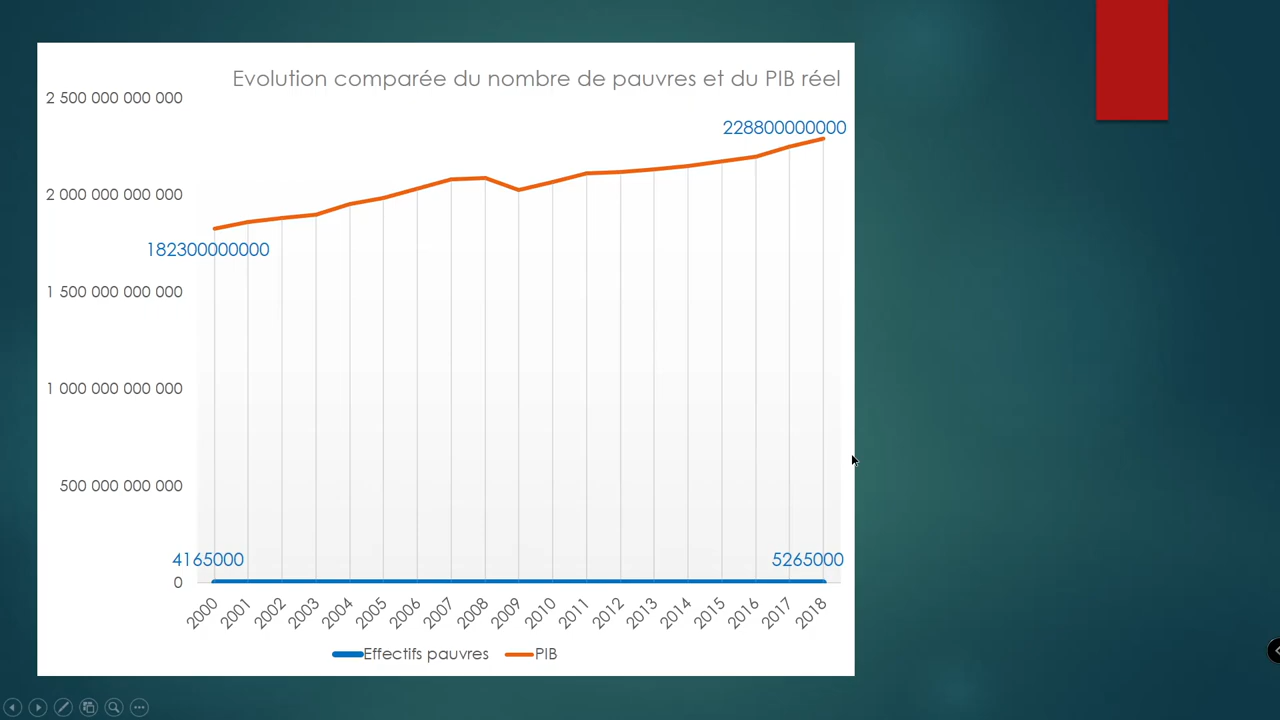 Evolution comparée du nombre de pauvres et du PIB réel
2 500 000 000 000
228800000000
2 000 000 000 000
182300000000
1 500 000 000 000
1 000 000 000 000
500 000 000 000
4165000
5265000
0
2000 2001 2002 2003 2004 2005 2006 2007 2008 2009 2010 2011 2012 2013 2014 2015 2016 2017 2018
Effectifs pauvres PIB